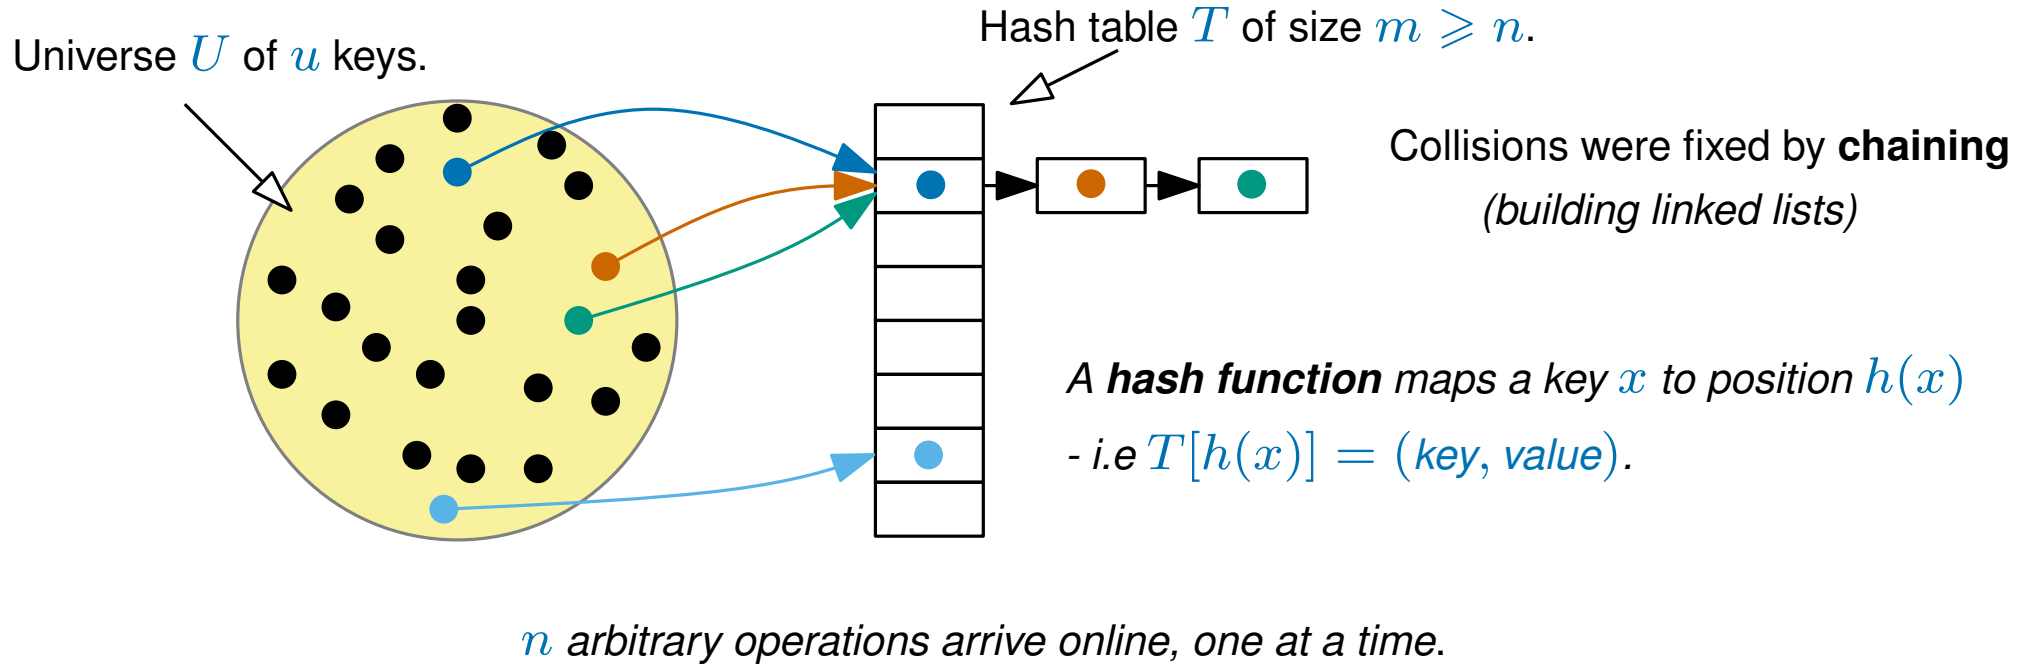 Hash table T of size m ⩾ n.
Universe U of u keys.
Collisions were fixed by chaining
(building linked lists)
A hash function maps a key x to position h(x)
- i.e T[h(x)] = (key, value).
n arbitrary operations arrive online, one at a time.